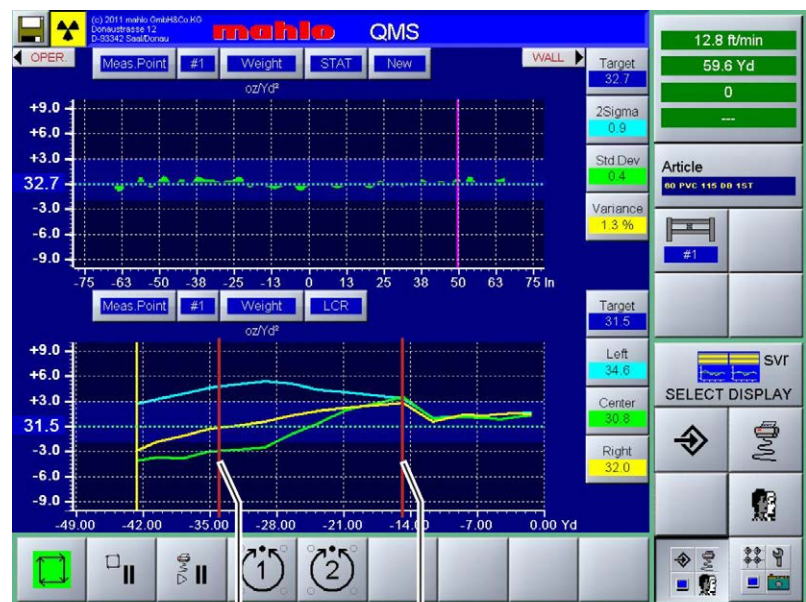 (c) 2011 mahlo GmbH&Co.KG
Donaustrasse 12
D-93342 Saal/Donau
mahlo
QMS
OPER.
Meas.Point
#1
Weight
STAT
New
WALL
oz/Yd²
+9.0
+6.0
+3.0
32.7
-3.0
-6.0
-9.0
-75 -63 -50 -38 -25 -13 0 13 25 38 50 63 75 In
Target
32.7
2Sigma
0.9
Std.Dev
0.4
Variance
1.3 %
Meas.Point
#1
Weight
LCR
oz/Yd²
+9.0
+6.0
+3.0
31.5
-3.0
-6.0
-9.0
-49.00 -42.00 -35.00 -28.00 -21.00 -14.00 -7.00 0.00 Yd
Target
31.5
Left
34.6
Center
30.8
Right
32.0
1
2
12.8 ft/min
59.6 Yd
0
---
Article
60 PVC 115 DB 1ST
#1
svr
SELECT DISPLAY